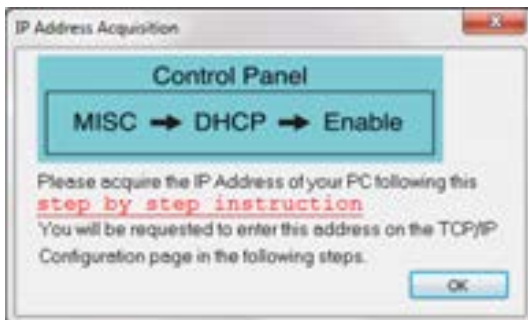 IP Address Acquisition
Control Panel
MISC ➡ DHCP ➡ Enable
Please acquire the IP Address of your PC following this
step by step instruction
You will be requested to enter this address on the TCP/IP
Configuration page in the following steps.
OK